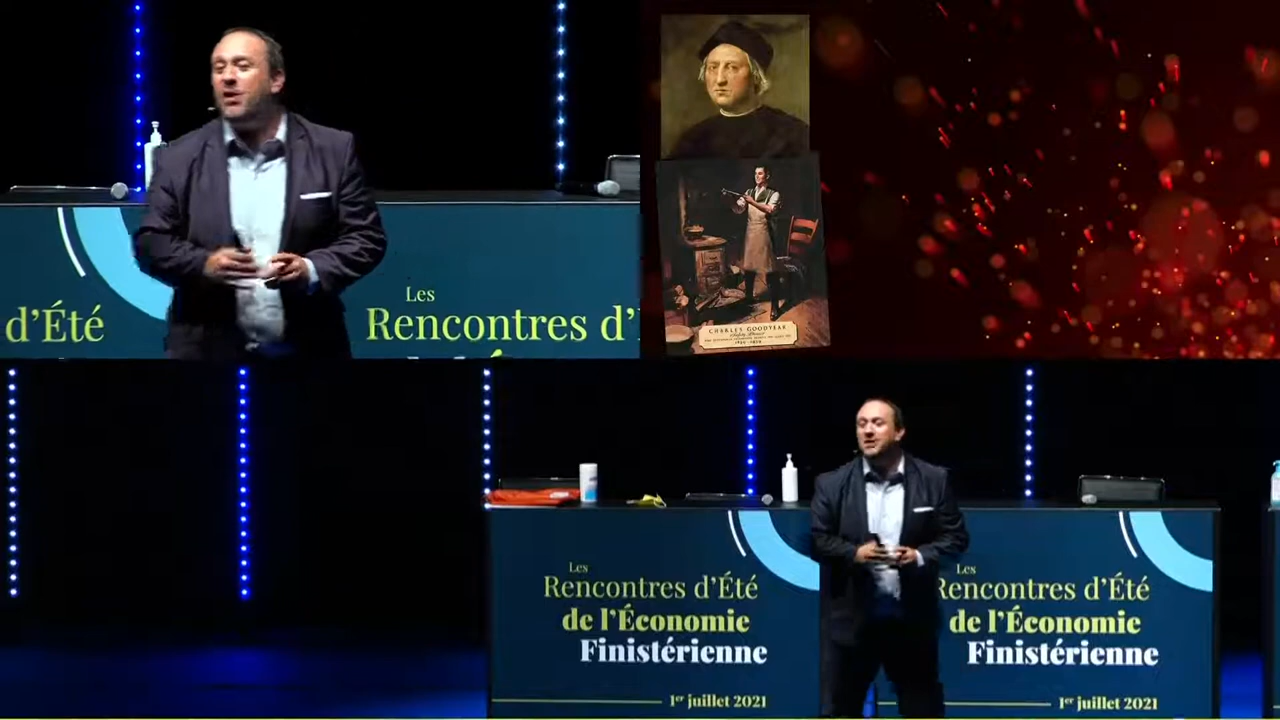 d'Été
Les
Rencontres d'
CHARLES GOODYEAR
Les
Rencontres d'Été
de l'Économie
Finistérienne
1er juillet 2021
Les
Rencontres d'Été
de l'Économie
Finistérienne
1er juillet 2021